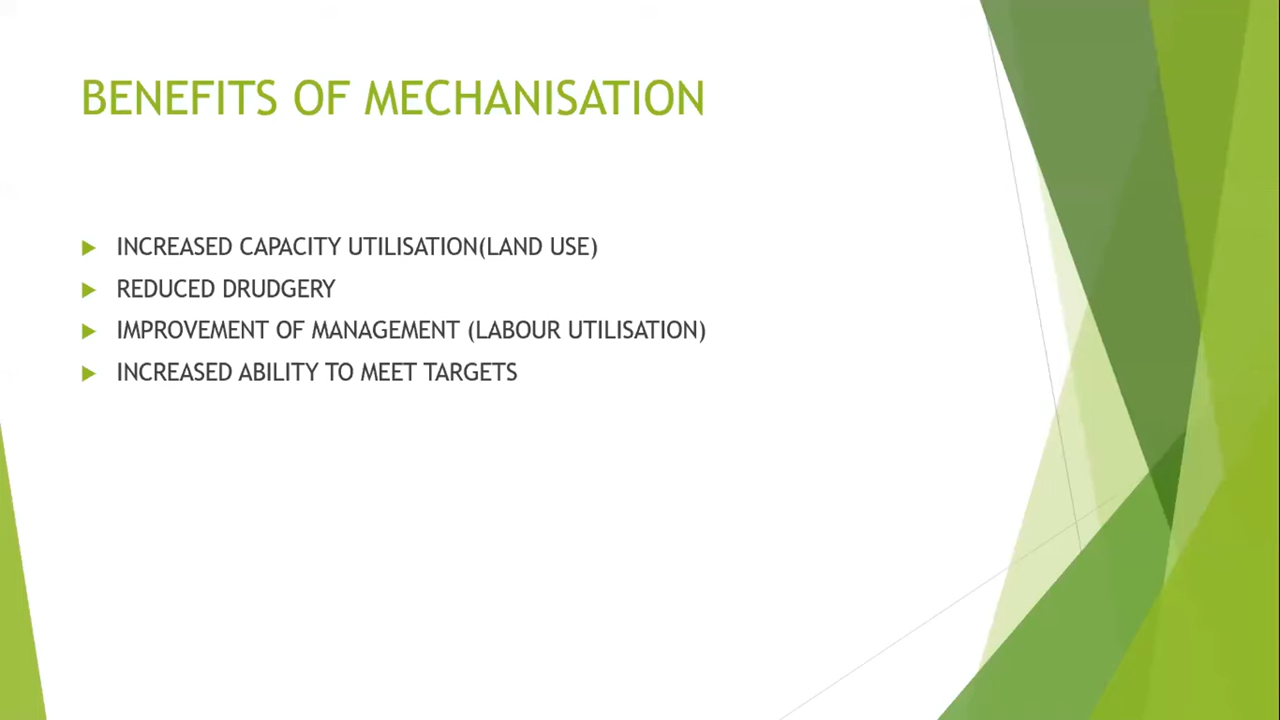 BENEFITS OF MECHANISATION
INCREASED CAPACITY UTILISATION(LAND USE)
REDUCED DRUDGERY
IMPROVEMENT OF MANAGEMENT (LABOUR UTILISATION)
INCREASED ABILITY TO MEET TARGETS